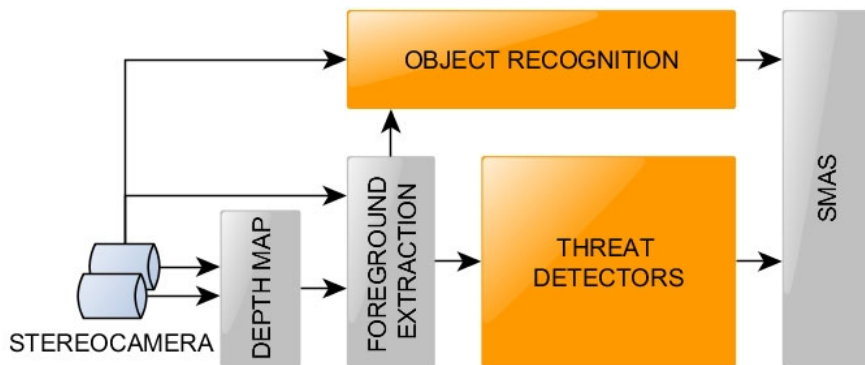 OBJECT RECOGNITION
SMAS
FOREGROUND
EXTRACTION
DEPTH MAP
THREAT
DETECTORS
STEREOCAMERA